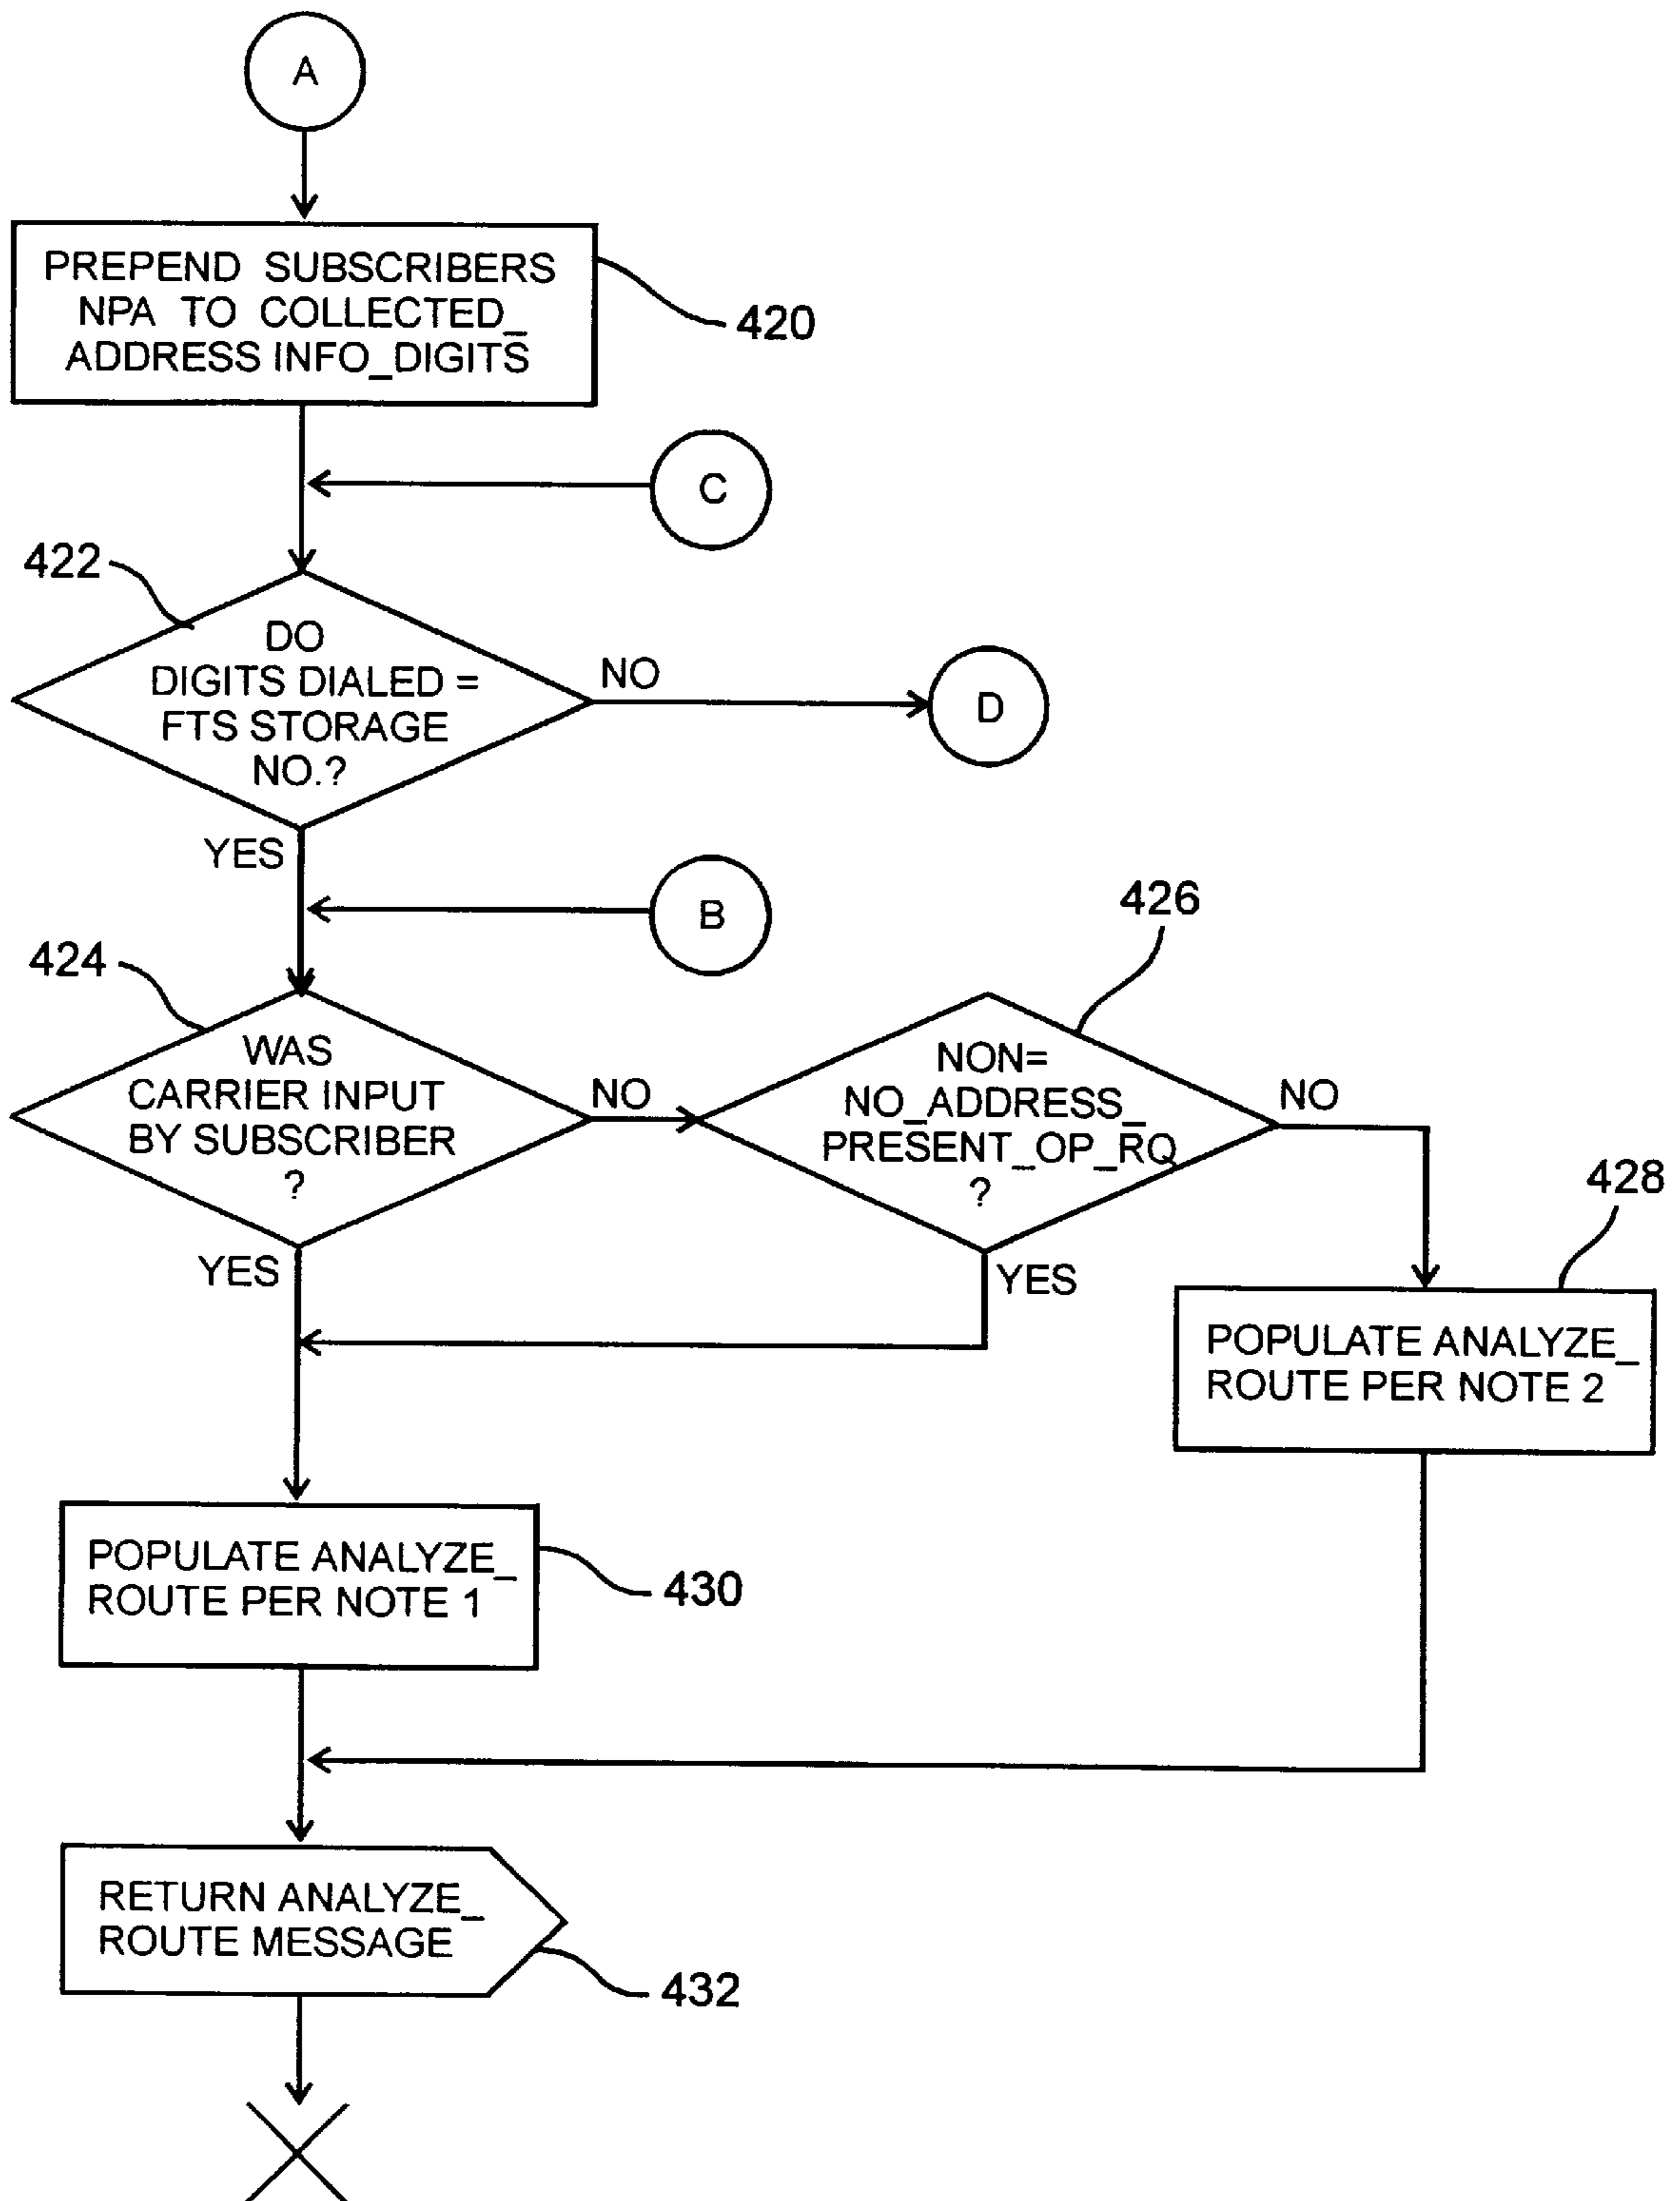 A
PREPEND SUBSCRIBERS
NPA TO COLLECTED_
ADDRESS INFO_DIGITS
420
C
422
DO
DIGITS DIALED =
FTS STORAGE
NO.?
NO
D
YES
B
426
424
WAS
CARRIER INPUT
BY SUBSCRIBER
?
NO
NON=
NO_ADDRESS_
PRESENT_OP_RQ
?
NO
428
YES
YES
POPULATE ANALYZE_
ROUTE PER NOTE 2
POPULATE ANALYZE_
ROUTE PER NOTE 1
430
RETURN ANALYZE_
ROUTE MESSAGE
432